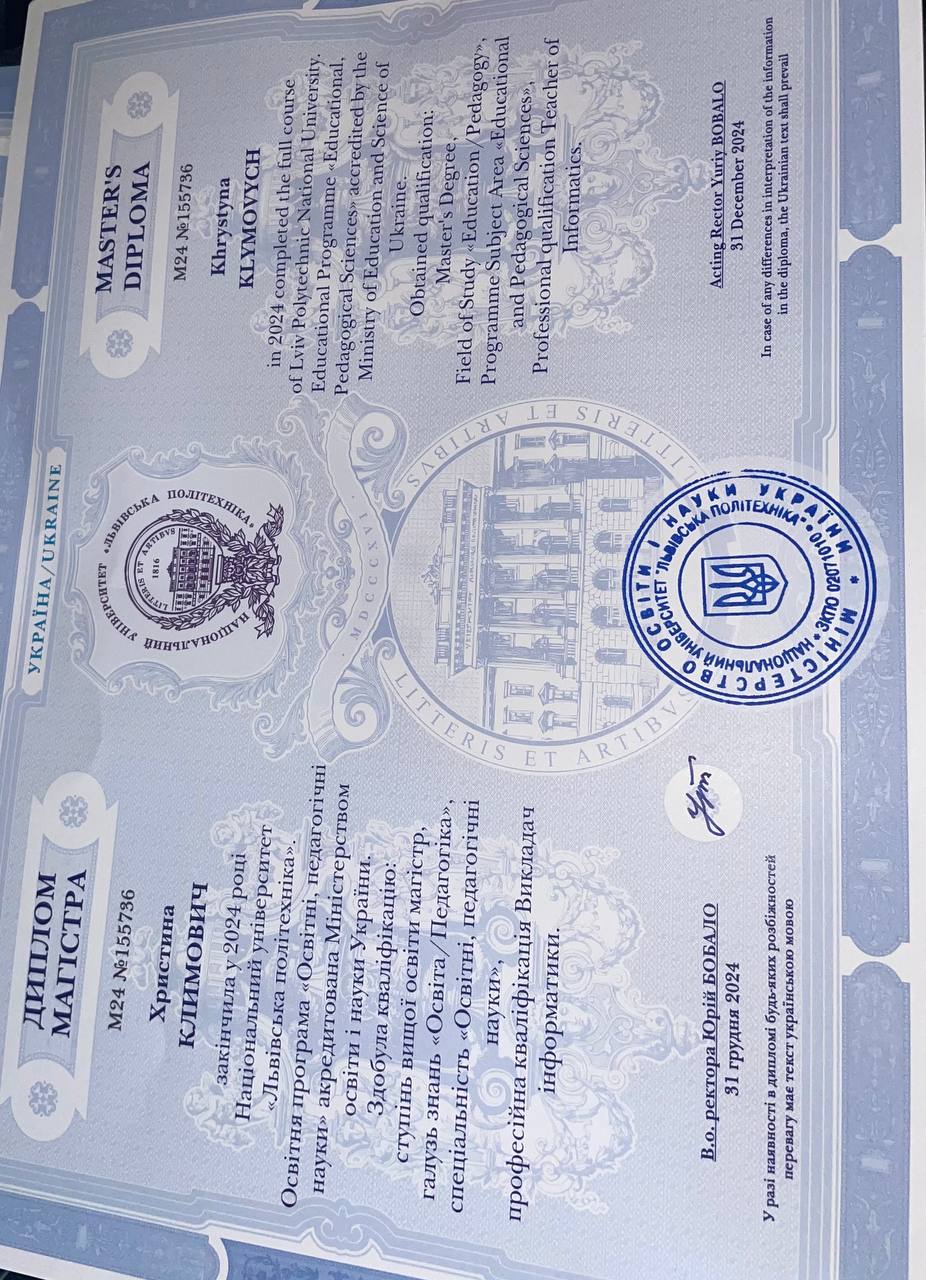 УКРАЇНА/UKRAINE
ДИПЛОМ
МАГІСТРА
М24 №155736
Христина
КЛИМОВИЧ
закінчила у 2024 році
Національний університет
«Львівська політехніка».
Освітня програма «Освітні, педагогічні
науки» акредитована Міністерством
освіти і науки України.
Здобула кваліфікацію:
ступінь вищої освіти магістр,
галузь знань «Освіта/Педагогіка»,
спеціальність «Освітні, педагогічні
науки»,
професійна кваліфікація Викладач
інформатики.
В.о. ректора Юрій БОБАЛО
31 грудня 2024
У разі наявності в дипломі будь-яких розбіжностей
перевагу має текст українською мовою
НАЦІОНАЛЬНИЙ УНІВЕРСИТЕТ «ЛЬВІВСЬКА ПОЛІТЕХНІКА»
LITTERIS ET ARTIBVS
1816
MDCCCXVI
LITTERIS ET ARTIBVS
LITTERIS ET ARTIBVS
МІНІСТЕРСТВО ОСВІТИ І НАУКИ УКРАЇНИ *
НАЦІОНАЛЬНИЙ УНІВЕРСИТЕТ "ЛЬВІВСЬКА ПОЛІТЕХНІКА"
MASTER'S
DIPLOMA
M24 №155736
Khrystyna
KLYMOVYCH
in 2024 completed the full course
of Lviv Polytechnic National University.
Educational Programme «Educational,
Pedagogical Sciences» accredited by the
Ministry of Education and Science of
Ukraine.
Obtained qualification:
Master's Degree,
Field of Study «Education/Pedagogy»,
Programme Subject Area «Educational
and Pedagogical Sciences»,
Professional qualification Teacher of
Informatics.
Acting Rector Yuriy BOBALO
31 December 2024
In case of any differences in interpretation of the information
in the diploma, the Ukrainian text shall prevail